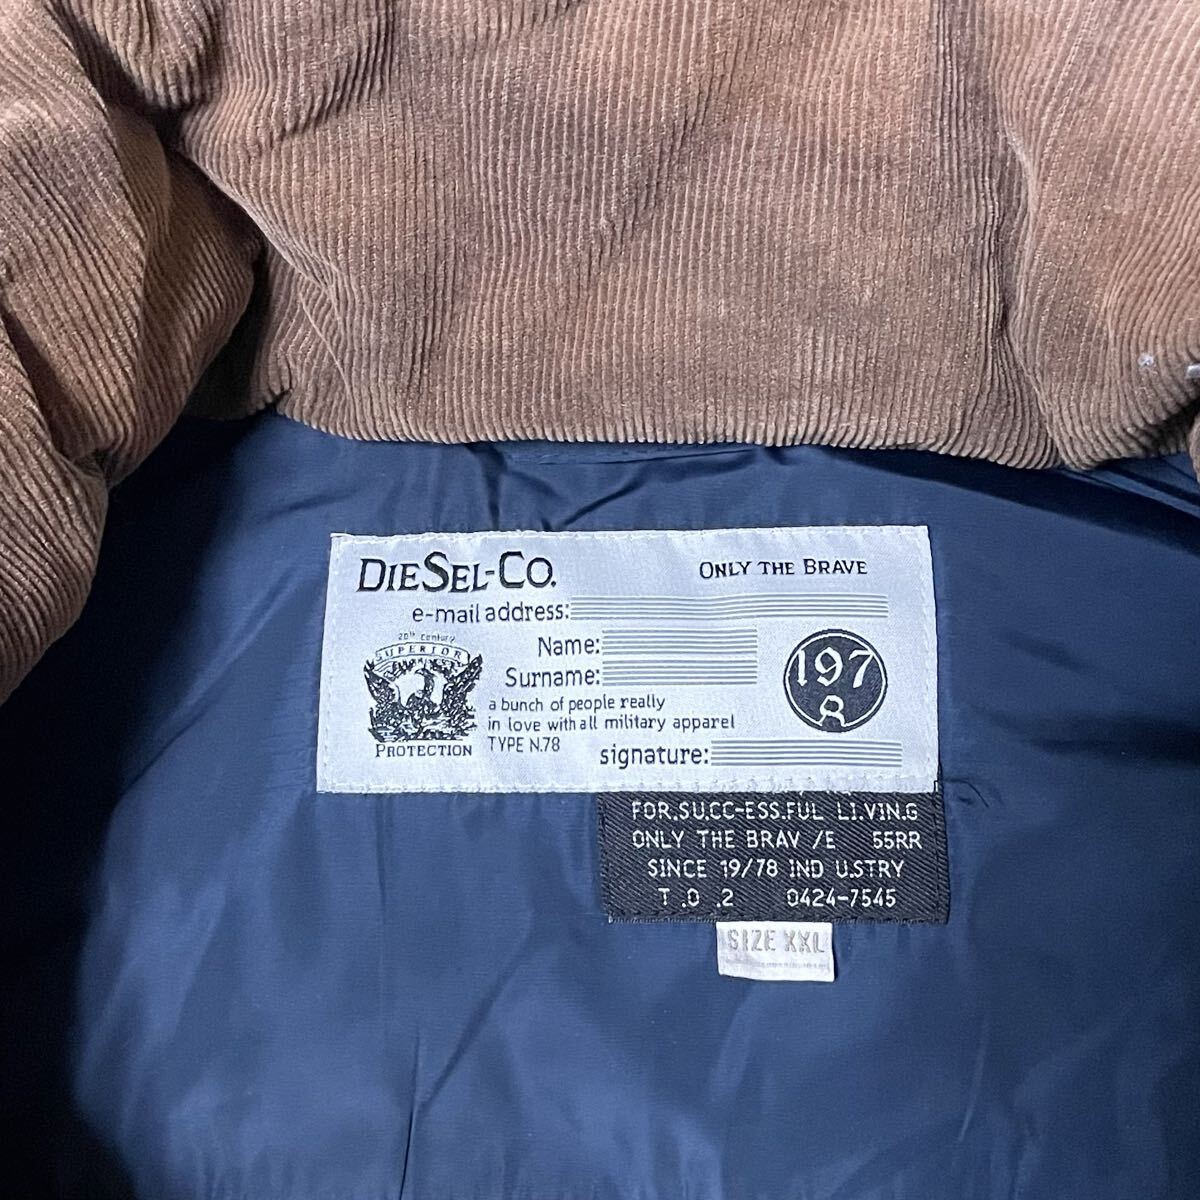 DIESEL-CO. ONLY THE BRAVE
e-mail address:
20th century
SUPERIOR
PROTECTION
Name:
Surname:
a bunch of people really
in love with all military apparel
TYPE N.78
signature:
197
8
FOR.SU.CC-ESS.FUL LI.VIN.G
ONLY THE BRAV /E 55RR
SINCE 19/78 IND U.STRY
T .O .2 0424-7545
SIZE XXL